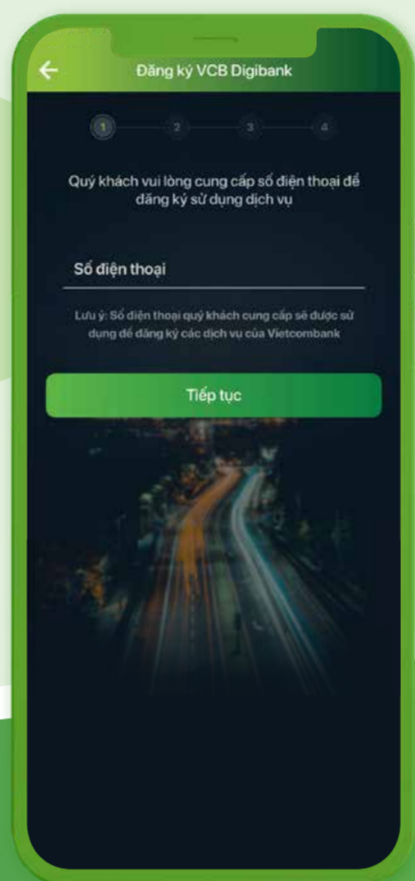 Đăng ký VCB Digibank
1 2 3 4
Quý khách vui lòng cung cấp số điện thoại để
đăng ký sử dụng dịch vụ
Số điện thoại
Lưu ý: Số điện thoại quý khách cung cấp sẽ được sử
dụng để đăng ký các dịch vụ của Vietcombank
Tiếp tục